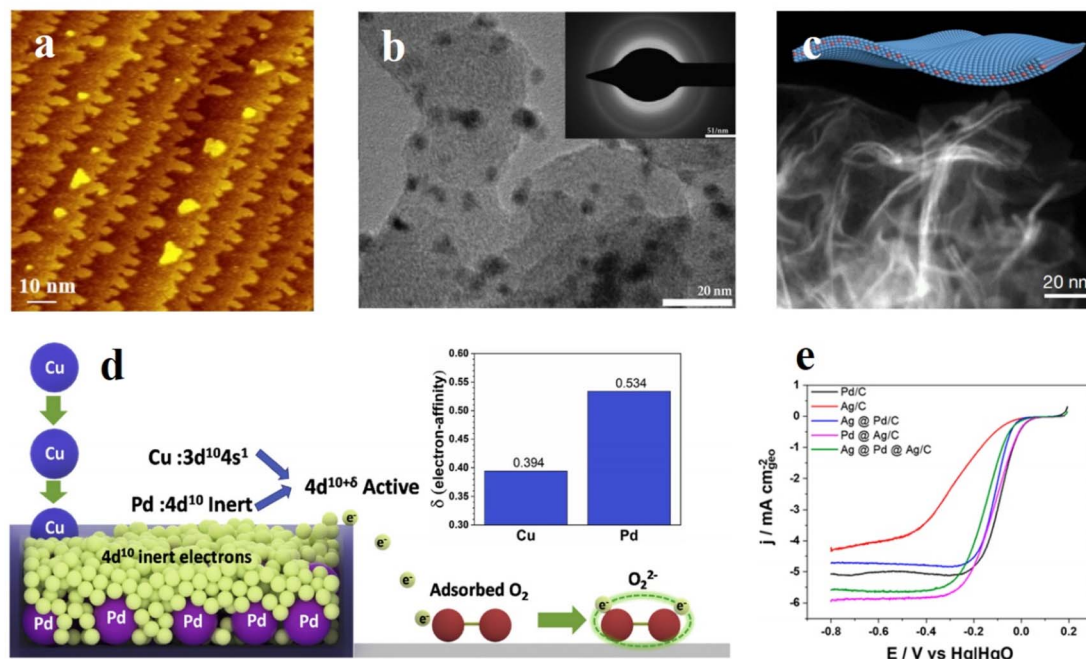 a
10 nm
b
51/nm
20 nm
c
20 nm
d
Cu
Cu
Cu
Cu :3d¹⁰4s¹
Pd :4d¹⁰ Inert
4d¹⁰⁺ᵟ Active
4d¹⁰ inert electrons
Pd Pd Pd Pd Pd
e⁻
e⁻
e⁻
e⁻
δ (electron-affinity)
0.60
0.55
0.50
0.45
0.40
0.35
0.30
0.394
0.534
Cu Pd
Adsorbed O₂
O₂²⁻
e⁻ e⁻
e
Pd/C
Ag/C
Ag @ Pd/C
Pd @ Ag/C
Ag @ Pd @ Ag/C
j / mA cm⁻²geo
1
0
-1
-2
-3
-4
-5
-6
-0.8 -0.6 -0.4 -0.2 0.0 0.2
E / V vs Hg|HgO